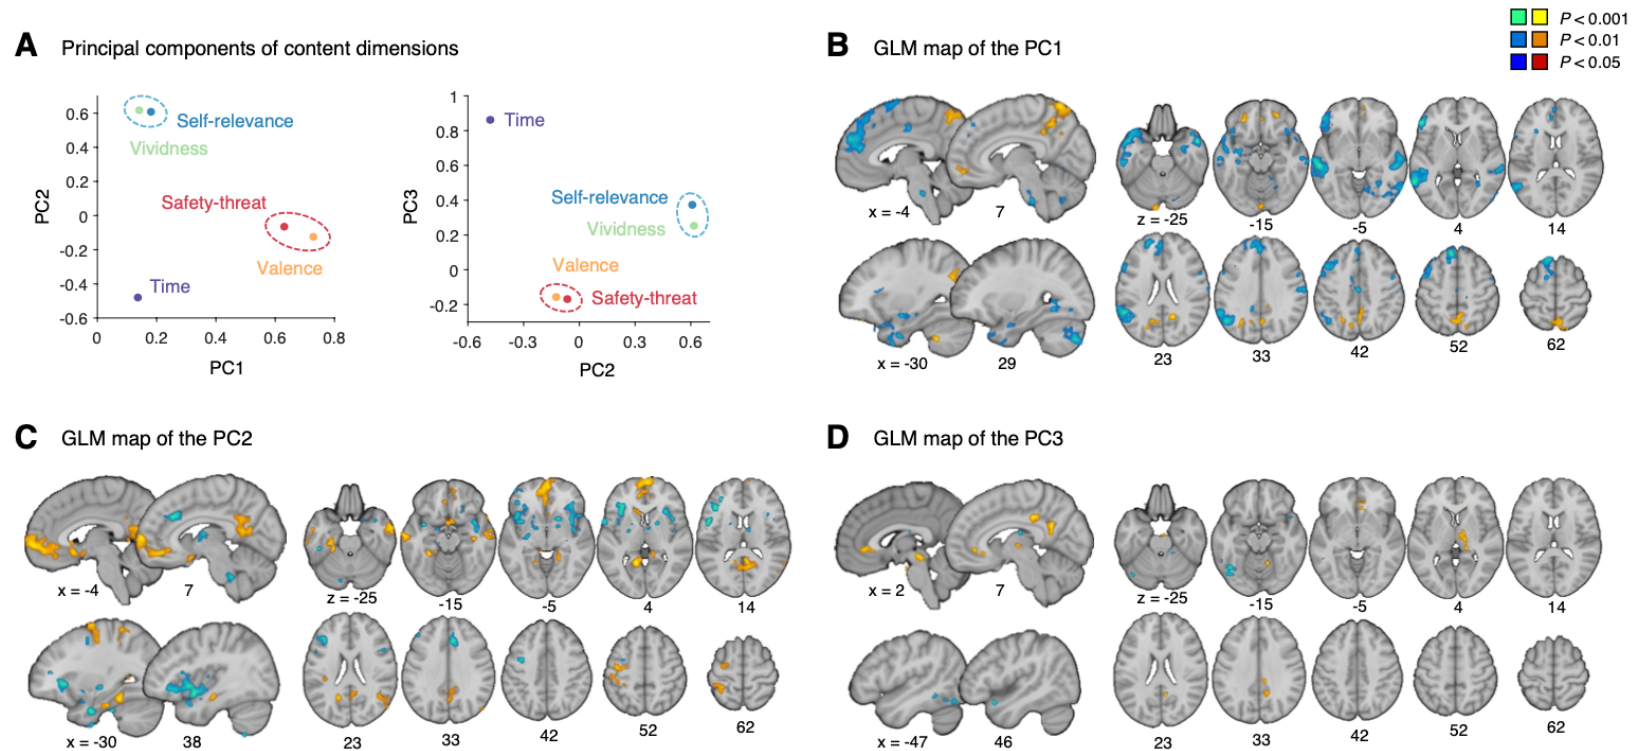 A Principal components of content dimensions
PC2
0.6
0.4
0.2
0
-0.2
-0.4
-0.6
0
0.2
0.4
0.6
0.8
PC1
Self-relevance
Vividness
Safety-threat
Valence
Time
PC3
1
0.8
0.6
0.4
0.2
0
-0.2
-0.6
-0.3
0
0.3
0.6
PC2
Time
Self-relevance
Vividness
Valence
Safety-threat
B GLM map of the PC1
P < 0.001
P < 0.01
P < 0.05
x = -4 7 z = -25 -15 -5 4 14
x = -30 29 23 33 42 52 62
C GLM map of the PC2
x = -4 7 z = -25 -15 -5 4 14
x = -30 38 23 33 42 52 62
D GLM map of the PC3
x = 2 7 z = -25 -15 -5 4 14
x = -47 46 23 33 42 52 62